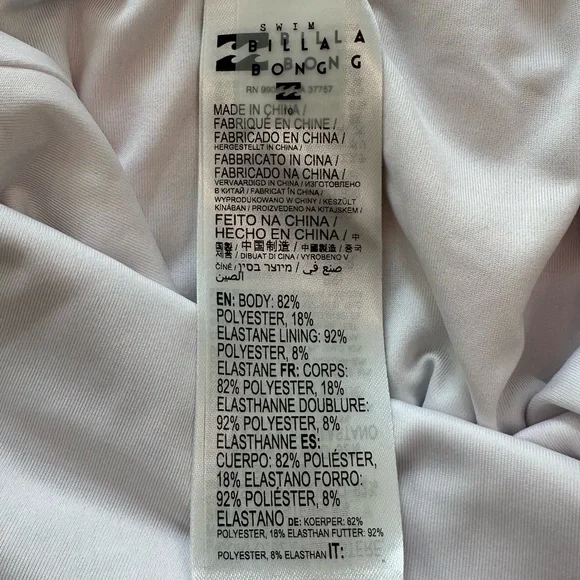 SWIM
BILLA
BONG
MADE IN CHINA /
FABRIQUÉ EN CHINE /
FABRICADO EN CHINA /
HERGESTELLT IN CHINA /
FABBRICATO IN CINA /
FABRICADO NA CHINA /
VERVAARDIGD IN CHINA / ИЗГОТОВЛЕНО
В КИТАЙ / FABRICAT ÎN CHINA /
WYPRODUKOWANO W CHINY / KÉSZÜLT
KÍNÁBAN / PROIZVEDENO NA KITAJSKEM /
FEITO NA CHINA /
HECHO EN CHINA / 中
国製 / 中国制造 / 中國製造 / 중국
제품 / DIBUAT DI CINA / VYROBENO V
ČÍNĚ / מיוצר בסין / صنع في
الصين
EN: BODY: 82%
POLYESTER, 18%
ELASTANE LINING: 92%
POLYESTER, 8%
ELASTANE FR: CORPS:
82% POLYESTER, 18%
ELASTHANNE DOUBLURE:
92% POLYESTER, 8%
ELASTHANNE ES:
CUERPO: 82% POLIÉSTER,
18% ELASTANO FORRO:
92% POLIÉSTER, 8%
ELASTANO DE: KOERPER: 82%
POLYESTER, 18% ELASTHAN FUTTER: 92%
POLYESTER, 8% ELASTHAN IT: